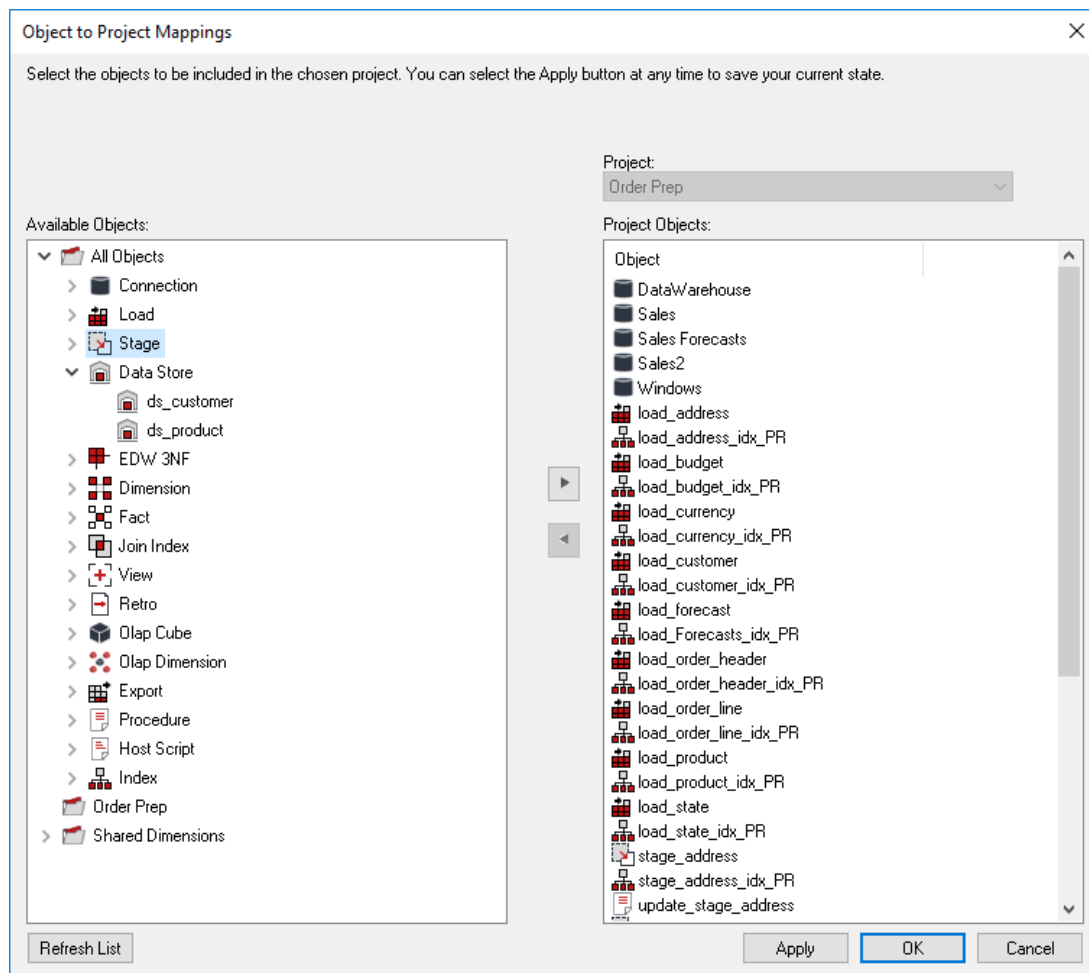 Object to Project Mappings
Select the objects to be included in the chosen project. You can select the Apply button at any time to save your current state.
Project:
Order Prep
Available Objects:
All Objects
Connection
Load
Stage
Data Store
ds_customer
ds_product
EDW 3NF
Dimension
Fact
Join Index
View
Retro
Olap Cube
Olap Dimension
Export
Procedure
Host Script
Index
Order Prep
Shared Dimensions
Project Objects:
Object
DataWarehouse
Sales
Sales Forecasts
Sales2
Windows
load_address
load_address_idx_PR
load_budget
load_budget_idx_PR
load_currency
load_currency_idx_PR
load_customer
load_customer_idx_PR
load_forecast
load_Forecasts_idx_PR
load_order_header
load_order_header_idx_PR
load_order_line
load_order_line_idx_PR
load_product
load_product_idx_PR
load_state
load_state_idx_PR
stage_address
stage_address_idx_PR
update_stage_address
Refresh List
Apply
OK
Cancel